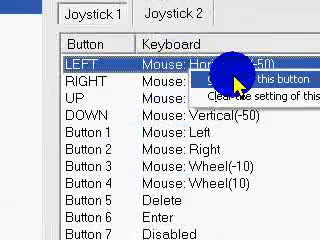 Joystick 1 Joystick 2
Button Keyboard
LEFT Mouse: (-50)
this button
RIGHT Mouse:
Clear the setting of this
UP Mouse:
DOWN Mouse: Vertical(-50)
Button 1 Mouse: Left
Button 2 Mouse: Right
Button 3 Mouse: Wheel(-10)
Button 4 Mouse: Wheel(10)
Button 5 Delete
Button 6 Enter
Button 7 Disabled